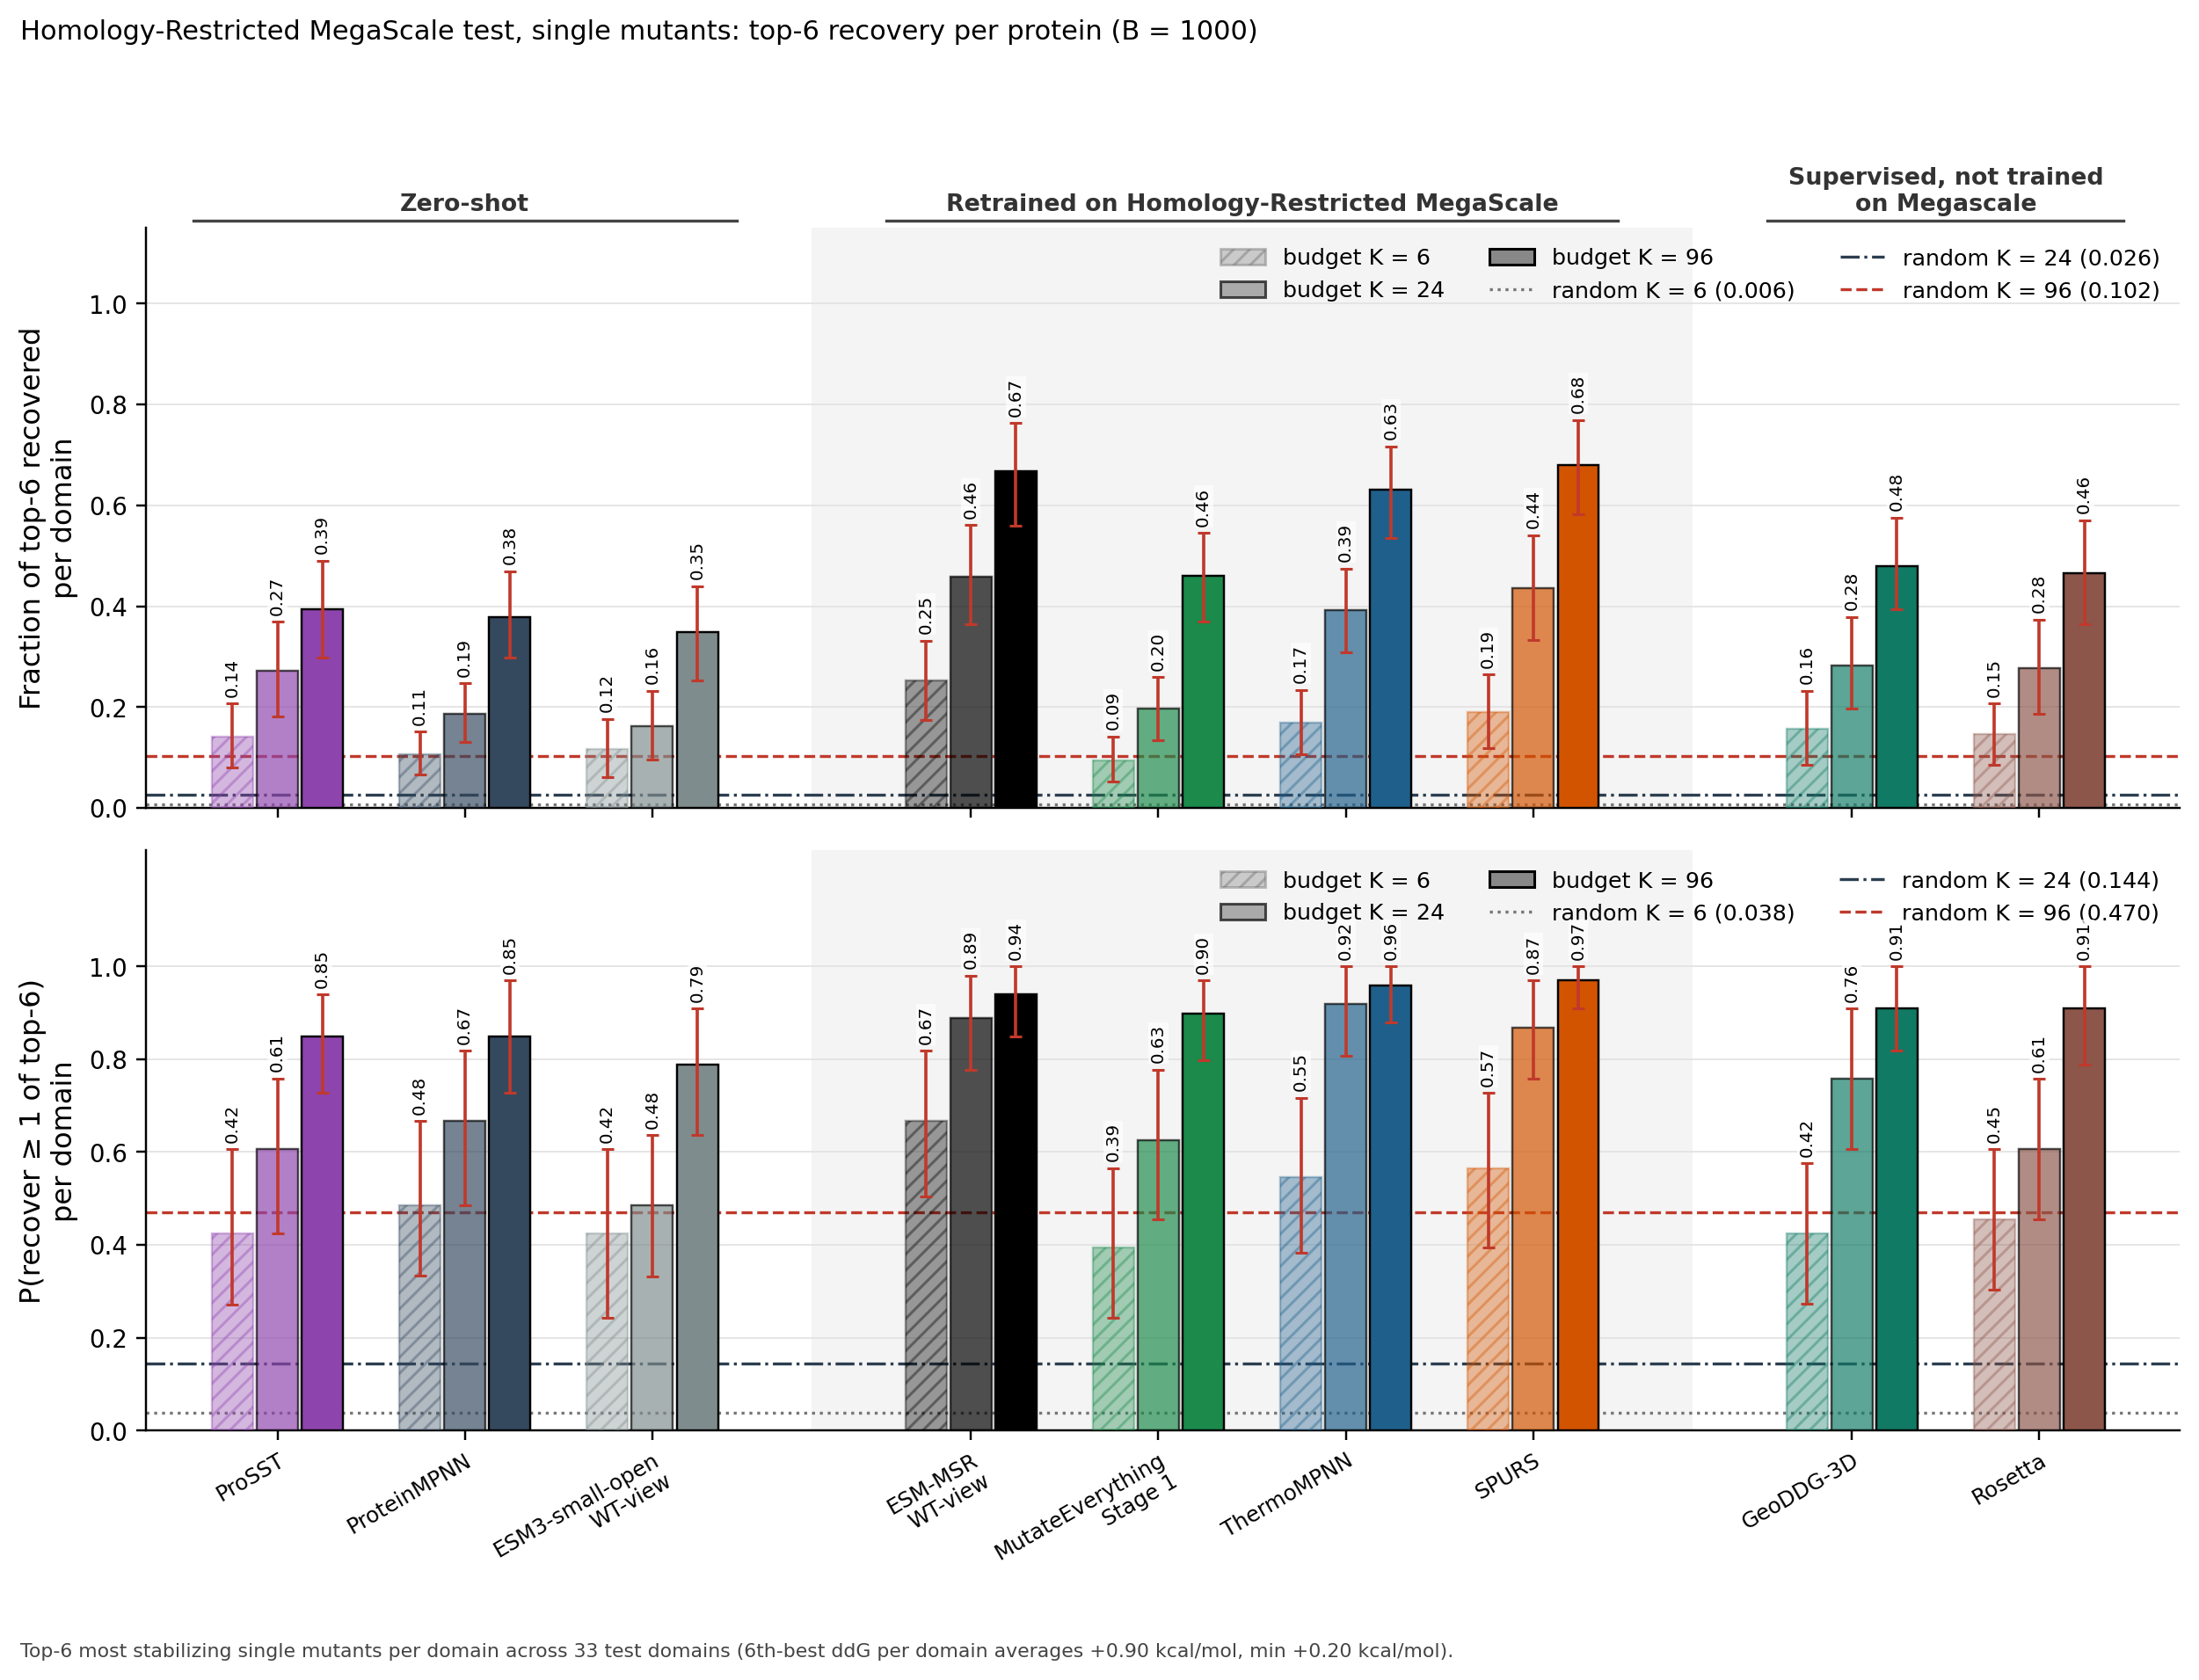 Homology-Restricted MegaScale test, single mutants: top-6 recovery per protein (B = 1000)
Zero-shot
Retrained on Homology-Restricted MegaScale
Supervised, not trained
on Megascale
budget K = 6
budget K = 24
budget K = 96
random K = 6 (0.006)
random K = 24 (0.026)
random K = 96 (0.102)
Fraction of top-6 recovered
per domain
1.0
0.8
0.6
0.4
0.2
0.0
0.14
0.27
0.39
0.11
0.19
0.38
0.12
0.16
0.35
0.25
0.46
0.67
0.09
0.20
0.46
0.17
0.39
0.63
0.19
0.44
0.68
0.16
0.28
0.48
0.15
0.28
0.46
budget K = 6
budget K = 24
budget K = 96
random K = 6 (0.038)
random K = 24 (0.144)
random K = 96 (0.470)
P(recover ≥ 1 of top-6)
per domain
1.0
0.8
0.6
0.4
0.2
0.0
0.42
0.61
0.85
0.48
0.67
0.85
0.42
0.48
0.79
0.67
0.89
0.94
0.39
0.63
0.90
0.55
0.92
0.96
0.57
0.87
0.97
0.42
0.76
0.91
0.45
0.61
0.91
ProSST
ProteinMPNN
ESM3-small-open
WT-view
ESM-MSR
WT-view
MutateEverything
Stage 1
ThermoMPNN
SPURS
GeoDDG-3D
Rosetta
Top-6 most stabilizing single mutants per domain across 33 test domains (6th-best ddG per domain averages +0.90 kcal/mol, min +0.20 kcal/mol).